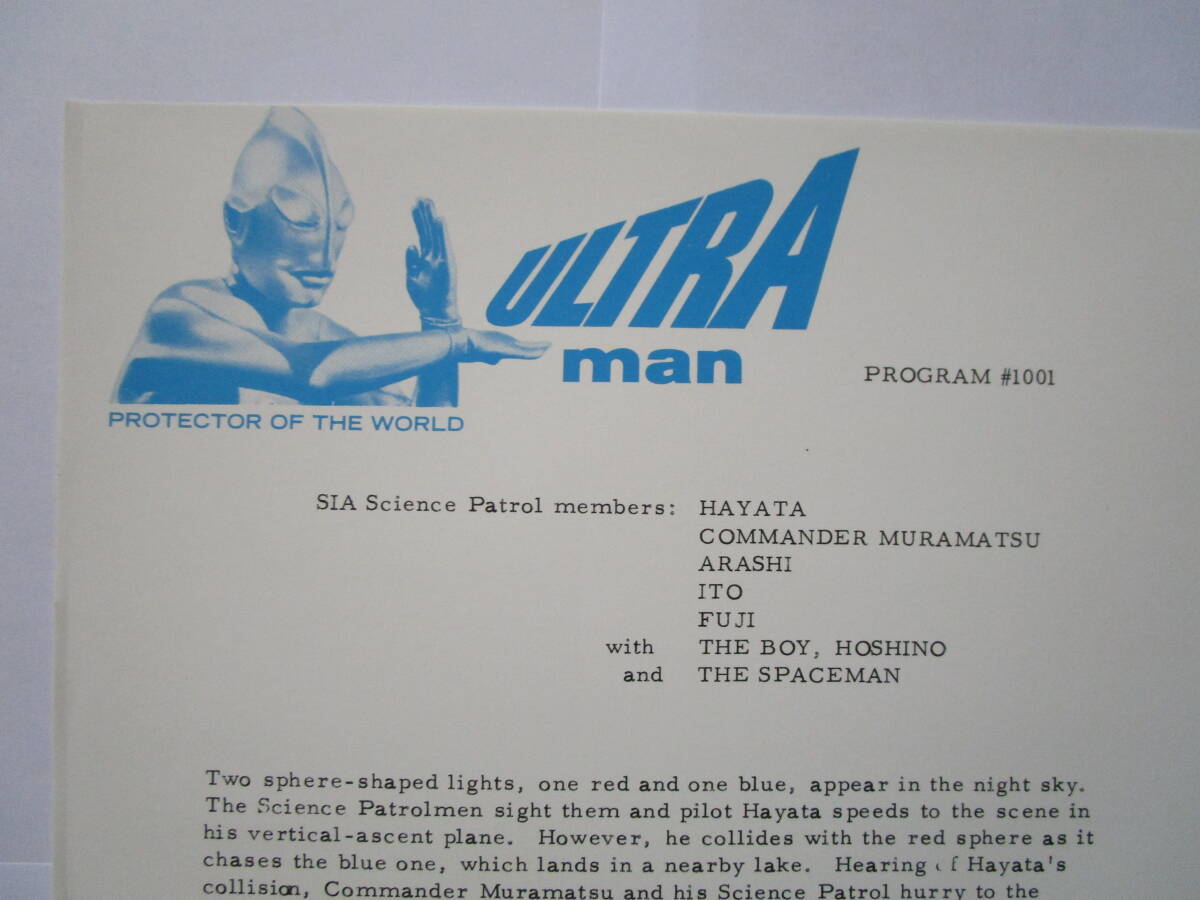 ULTRA
man
PROGRAM #1001
PROTECTOR OF THE WORLD
SIA Science Patrol members: HAYATA
COMMANDER MURAMATSU
ARASHI
ITO
FUJI
with THE BOY, HOSHINO
and THE SPACEMAN
Two sphere-shaped lights, one red and one blue, appear in the night sky.
The Science Patrolmen sight them and pilot Hayata speeds to the scene in
his vertical-ascent plane. However, he collides with the red sphere as it
chases the blue one, which lands in a nearby lake. Hearing of Hayata's
collision, Commander Muramatsu and his Science Patrol hurry to the